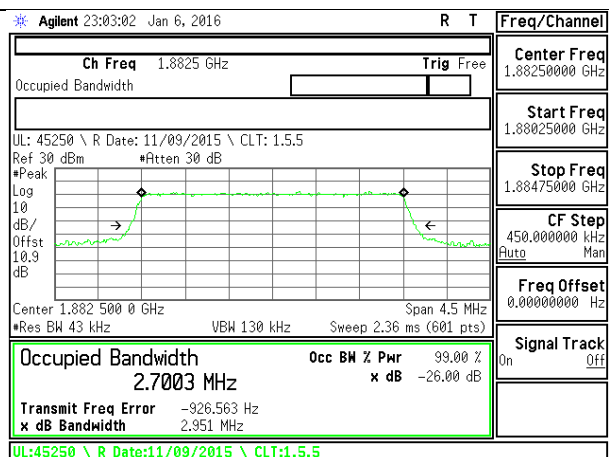 Agilent 23:03:02 Jan 6, 2016 R T Freq/Channel
Ch Freq 1.8825 GHz Trig Free
Occupied Bandwidth
Center Freq
1.88250000 GHz
Start Freq
1.88025000 GHz
UL: 45250 \ R Date: 11/09/2015 \ CLT: 1.5.5
Ref 30 dBm #Atten 30 dB
#Peak
Log
10
dB/
Offst
10.9
dB
Stop Freq
1.88475000 GHz
CF Step
450.000000 kHz
Auto Man
Freq Offset
0.00000000 Hz
Center 1.882 500 0 GHz Span 4.5 MHz
#Res BW 43 kHz VBW 130 kHz Sweep 2.36 ms (601 pts)
Signal Track
On Off
Occupied Bandwidth Occ BW % Pwr 99.00 %
2.7003 MHz x dB -26.00 dB
Transmit Freq Error -926.563 Hz
x dB Bandwidth 2.951 MHz
UL:45250 \ R Date:11/09/2015 \ CLT:1.5.5